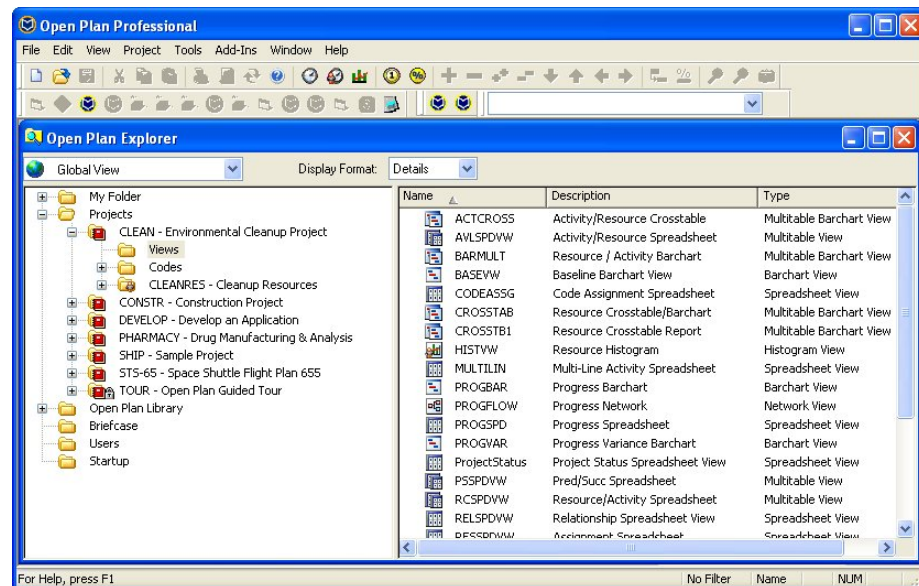 Open Plan Professional
File Edit View Project Tools Add-Ins Window Help
Open Plan Explorer
Global View Display Format: Details
My Folder
Projects
CLEAN - Environmental Cleanup Project
Views
Codes
CLEANRES - Cleanup Resources
CONSTR - Construction Project
DEVELOP - Develop an Application
PHARMACY - Drug Manufacturing & Analysis
SHIP - Sample Project
STS-65 - Space Shuttle Flight Plan 655
TOUR - Open Plan Guided Tour
Open Plan Library
Briefcase
Users
Startup
Name Description Type
ACTCROSS Activity/Resource Crosstable Multitable Barchart View
AVLSPDVW Activity/Resource Spreadsheet Multitable View
BARMULT Resource / Activity Barchart Multitable Barchart View
BASEVW Baseline Barchart View Barchart View
CODEASSG Code Assignment Spreadsheet Spreadsheet View
CROSSTAB Resource Crosstable/Barchart Multitable Barchart View
CROSSTB1 Resource Crosstable Report Multitable Barchart View
HISTVW Resource Histogram Histogram View
MULTILIN Multi-Line Activity Spreadsheet Spreadsheet View
PROGBAR Progress Barchart Barchart View
PROGFLOW Progress Network Network View
PROGSPD Progress Spreadsheet Spreadsheet View
PROGVAR Progress Variance Barchart Barchart View
ProjectStatus Project Status Spreadsheet View Spreadsheet View
PSSPDVW Pred/Succ Spreadsheet Multitable View
RCSPDVW Resource/Activity Spreadsheet Multitable View
RELSPDVW Relationship Spreadsheet View Spreadsheet View
RESSPDVW Assignment Spreadsheet Spreadsheet View
For Help, press F1 No Filter Name NUM